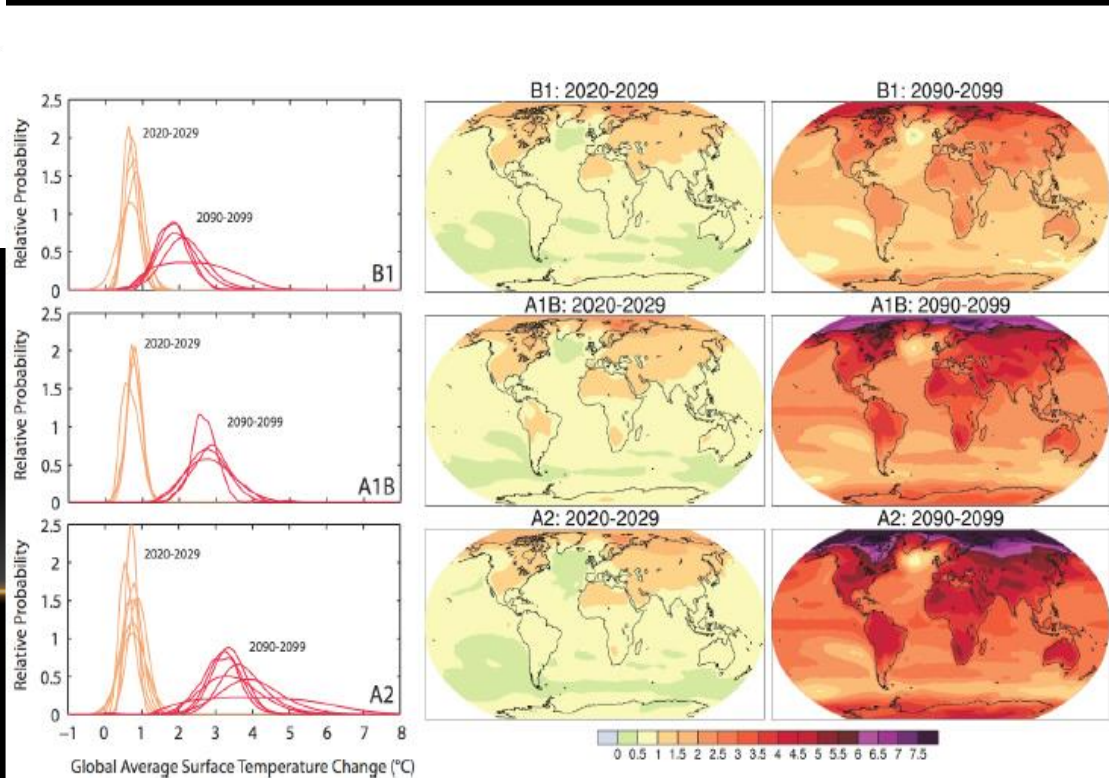 2.5
2
1.5
1
0.5
0
Relative Probability
2020-2029
2090-2099
B1
2.5
2
1.5
1
0.5
0
Relative Probability
2020-2029
2090-2099
A1B
2.5
2
1.5
1
0.5
0
Relative Probability
2020-2029
2090-2099
A2
−1 0 1 2 3 4 5 6 7 8
Global Average Surface Temperature Change (°C)
B1: 2020-2029
B1: 2090-2099
A1B: 2020-2029
A1B: 2090-2099
A2: 2020-2029
A2: 2090-2099
0 0.5 1 1.5 2 2.5 3 3.5 4 4.5 5 5.5 6 6.5 7 7.5